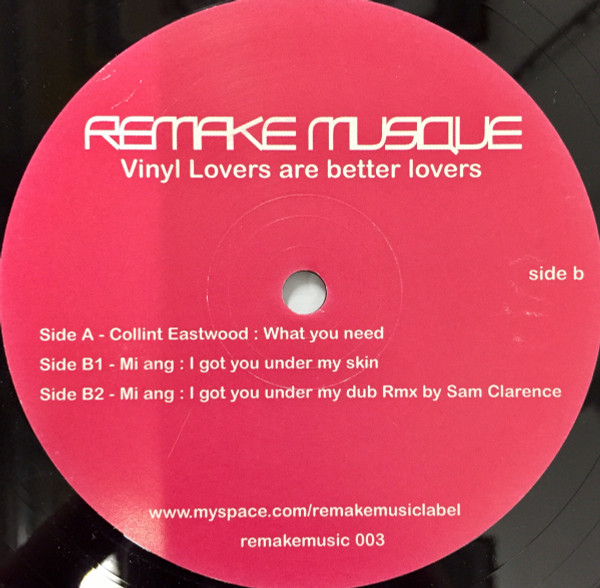 REMAKE MUSIQUE
Vinyl Lovers are better lovers
side b
Side A - Collint Eastwood : What you need
Side B1 - Mi ang : I got you under my skin
Side B2 - Mi ang : I got you under my dub Rmx by Sam Clarence
www.myspace.com/remakemusiclabel
remakemusic 003